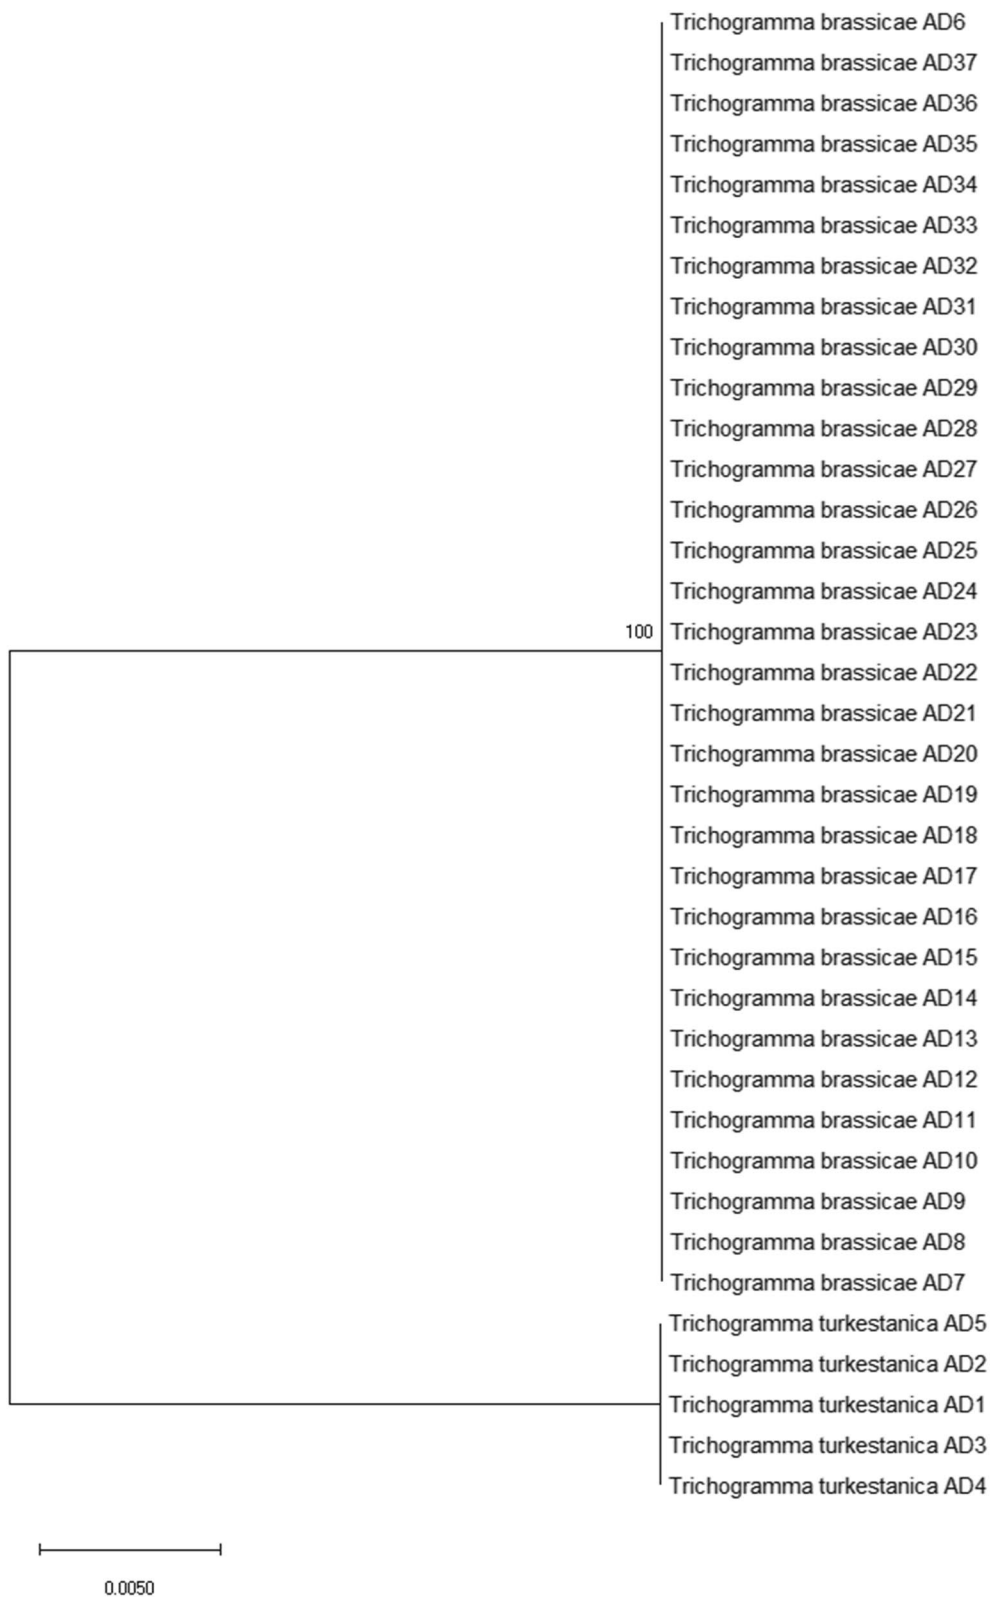 Trichogramma brassicae AD6
Trichogramma brassicae AD37
Trichogramma brassicae AD36
Trichogramma brassicae AD35
Trichogramma brassicae AD34
Trichogramma brassicae AD33
Trichogramma brassicae AD32
Trichogramma brassicae AD31
Trichogramma brassicae AD30
Trichogramma brassicae AD29
Trichogramma brassicae AD28
Trichogramma brassicae AD27
Trichogramma brassicae AD26
Trichogramma brassicae AD25
Trichogramma brassicae AD24
100 Trichogramma brassicae AD23
Trichogramma brassicae AD22
Trichogramma brassicae AD21
Trichogramma brassicae AD20
Trichogramma brassicae AD19
Trichogramma brassicae AD18
Trichogramma brassicae AD17
Trichogramma brassicae AD16
Trichogramma brassicae AD15
Trichogramma brassicae AD14
Trichogramma brassicae AD13
Trichogramma brassicae AD12
Trichogramma brassicae AD11
Trichogramma brassicae AD10
Trichogramma brassicae AD9
Trichogramma brassicae AD8
Trichogramma brassicae AD7
Trichogramma turkestanica AD5
Trichogramma turkestanica AD2
Trichogramma turkestanica AD1
Trichogramma turkestanica AD3
Trichogramma turkestanica AD4
0.0050